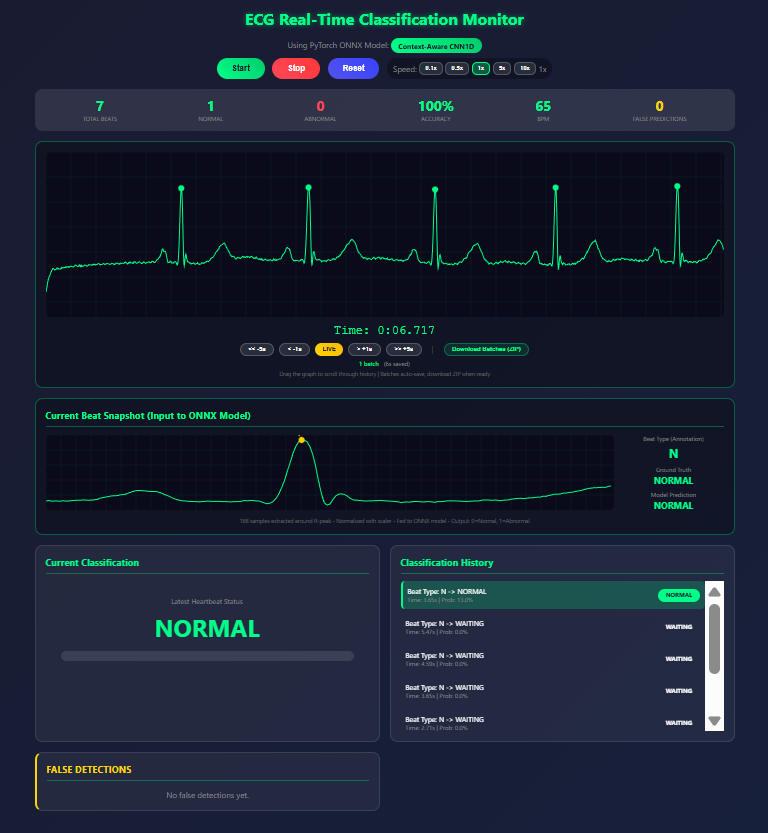 ECG Real-Time Classification Monitor
Using PyTorch ONNX Model: Context-Aware CNN1D
Start Stop Reset Speed: 0.1x 0.5x 1x 5x 10x 1x
7 1 0 100% 65 0
TOTAL BEATS NORMAL ABNORMAL ACCURACY BPM FALSE PREDICTIONS
Time: 0:06.717
<< -5s < -1s LIVE > +1s >> +5s | Download Batches (ZIP)
1 batch (6s saved)
Drag the graph to scroll through history | Batches auto-save, download ZIP when ready
Current Beat Snapshot (Input to ONNX Model)
Beat Type (Annotation)
N
Ground Truth
NORMAL
Model Prediction
NORMAL
188 samples extracted around R-peak - Normalized with scaler - Fed to ONNX model - Output: 0=Normal, 1=Abnormal
Current Classification
Latest Heartbeat Status
NORMAL
Classification History
Beat Type: N -> NORMAL
Time: 3.65s | Prob: 13.0%
NORMAL
Beat Type: N -> WAITING
Time: 5.47s | Prob: 0.0%
WAITING
Beat Type: N -> WAITING
Time: 4.59s | Prob: 0.0%
WAITING
Beat Type: N -> WAITING
Time: 3.65s | Prob: 0.0%
WAITING
Beat Type: N -> WAITING
Time: 2.71s | Prob: 0.0%
WAITING
FALSE DETECTIONS
No false detections yet.